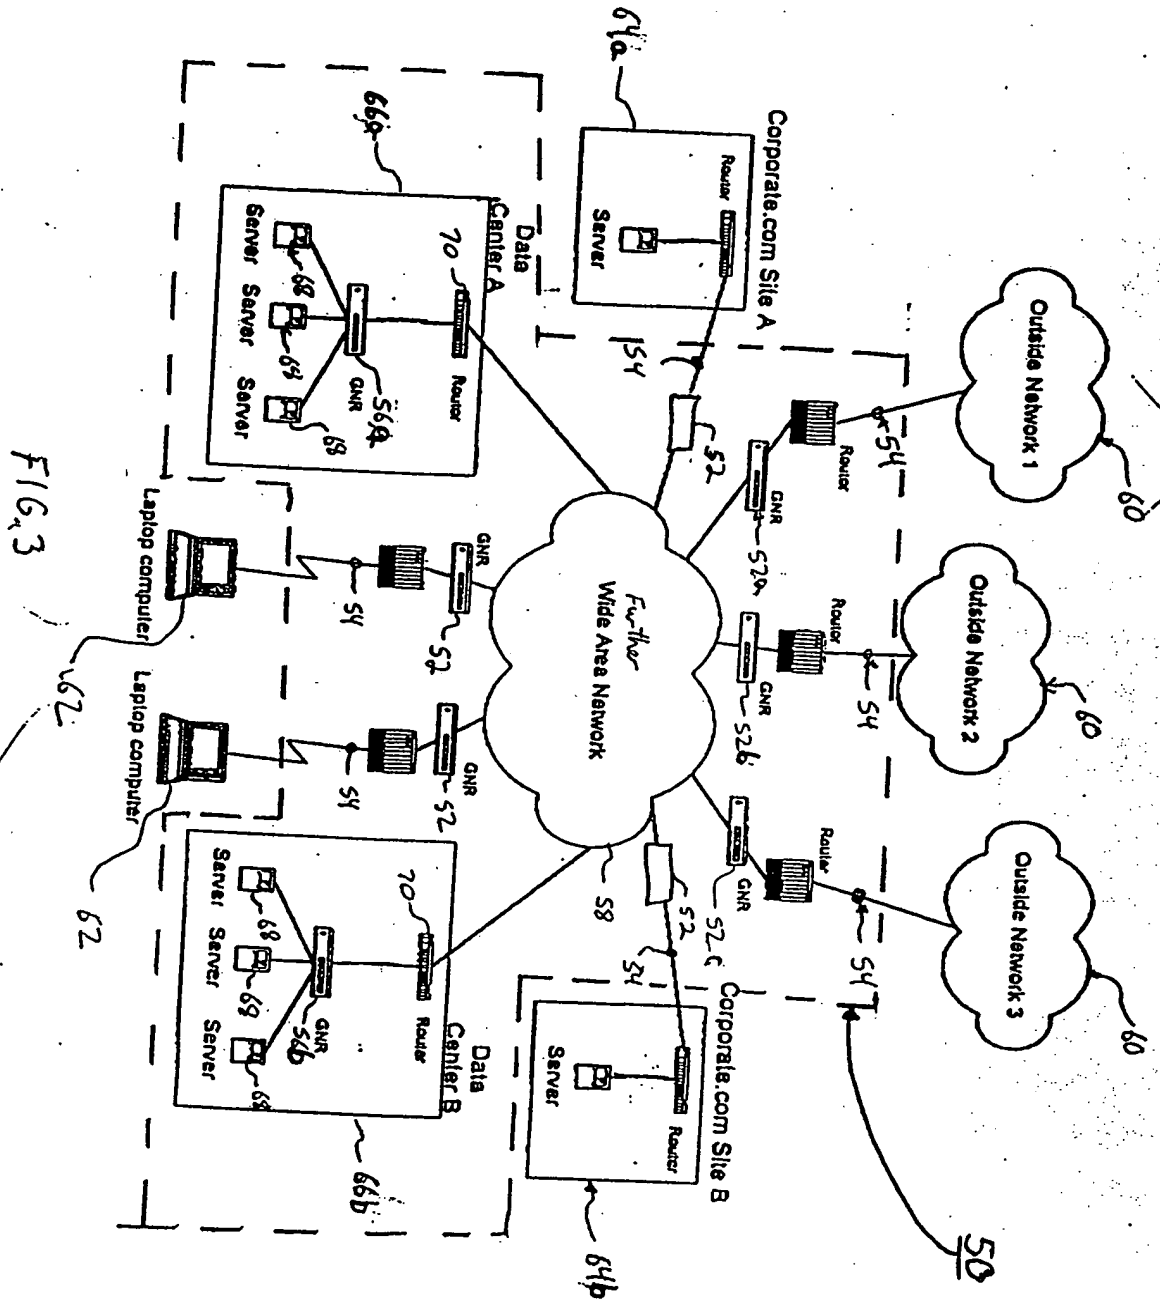 Outside Network 1
60
Outside Network 2
60
Outside Network 3
60
54
54
54
50
Router
Router
Router
GNR
52a
GNR
52b
GNR
52c
64a
Corporate.com Site A
Router
Server
54
52
Corporate.com Site B
Router
Server
54
52
64b
Further
Wide Area Network
58
66a
Data
Center A
70
Router
GNR
56a
68
68
68
Server
Server
Server
GNR
52
54
Laptop computer
62
GNR
52
54
Laptop computer
62
Data
Center B
70
Router
GNR
56b
68
68
68
Server
Server
Server
66b
FIG. 3